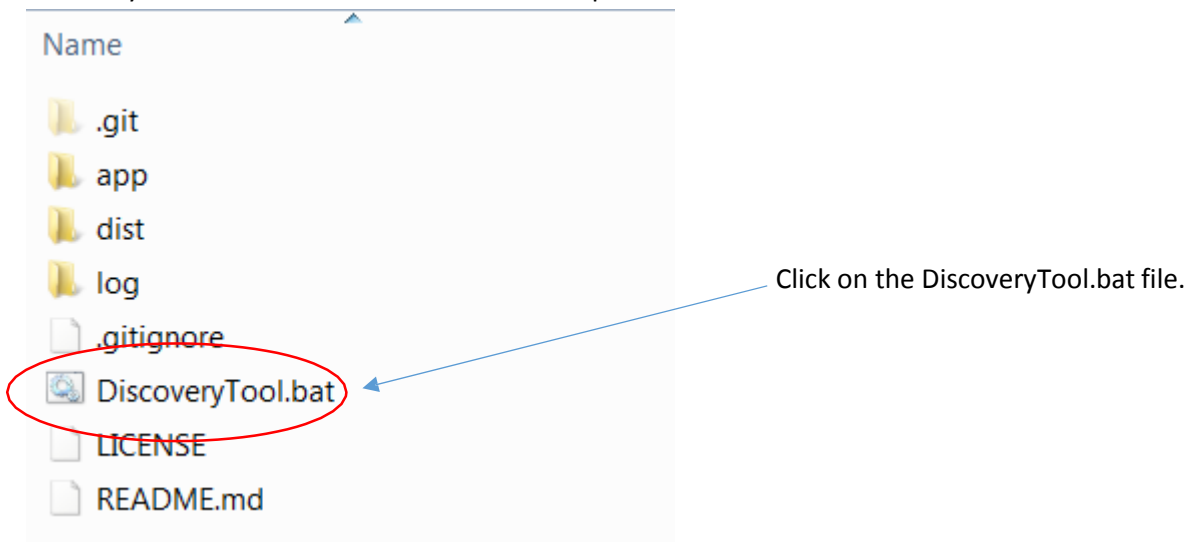 Name
.git
app
dist
log
Click on the DiscoveryTool.bat file.
.gitignore
DiscoveryTool.bat
LICENSE
README.md